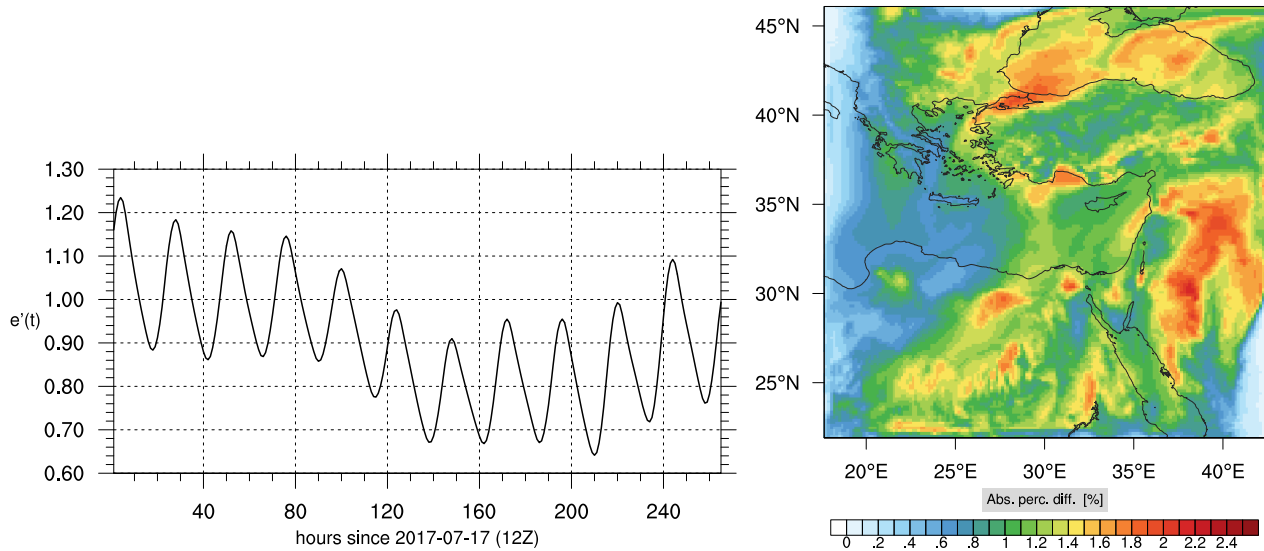 1.30
1.20
1.10
1.00
0.90
0.80
0.70
0.60
e'(t)
40 80 120 160 200 240
hours since 2017-07-17 (12Z)
45°N
40°N
35°N
30°N
25°N
20°E 25°E 30°E 35°E 40°E
Abs. perc. diff. [%]
0 .2 .4 .6 .8 1 1.2 1.4 1.6 1.8 2 2.2 2.4